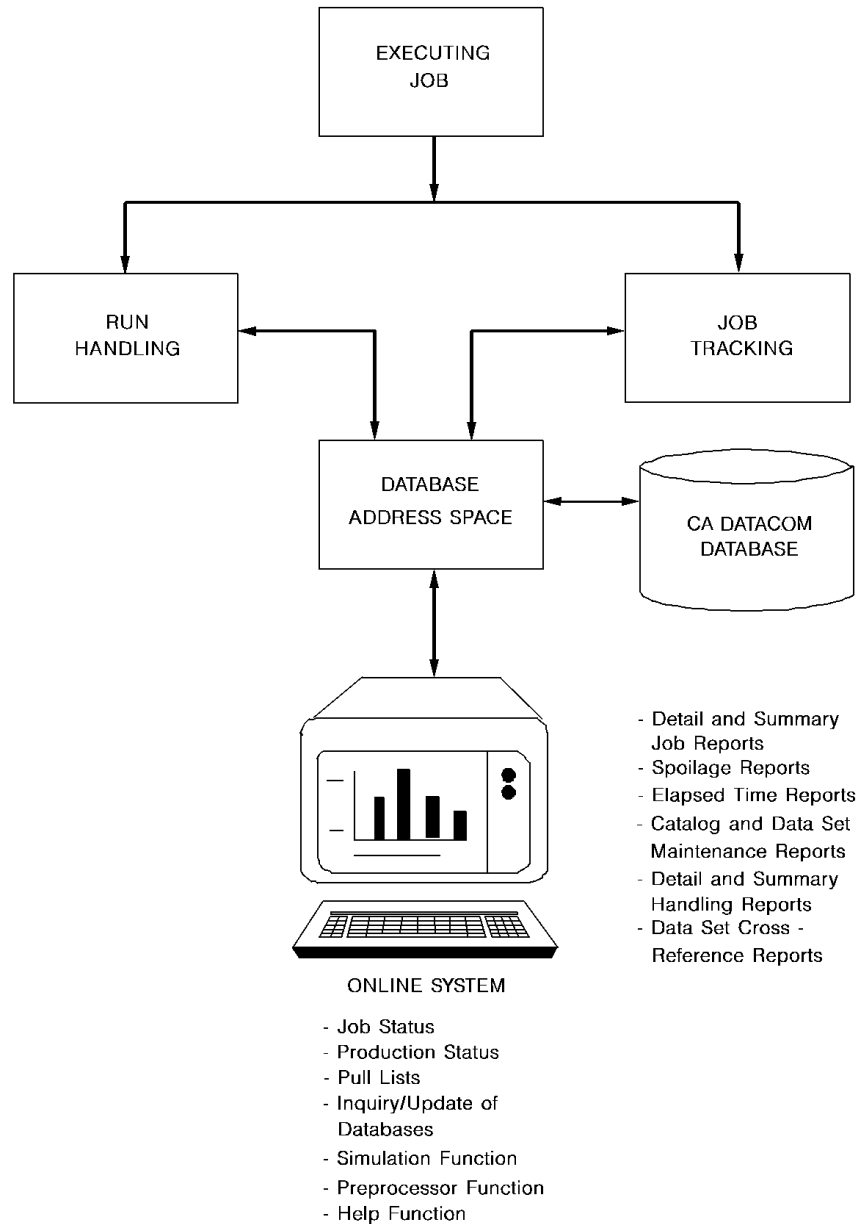 EXECUTING
JOB
RUN
HANDLING
JOB
TRACKING
DATABASE
ADDRESS SPACE
CA DATACOM
DATABASE
- Detail and Summary
Job Reports
- Spoilage Reports
- Elapsed Time Reports
- Catalog and Data Set
Maintenance Reports
- Detail and Summary
Handling Reports
- Data Set Cross -
Reference Reports
ONLINE SYSTEM
- Job Status
- Production Status
- Pull Lists
- Inquiry/Update of
Databases
- Simulation Function
- Preprocessor Function
- Help Function